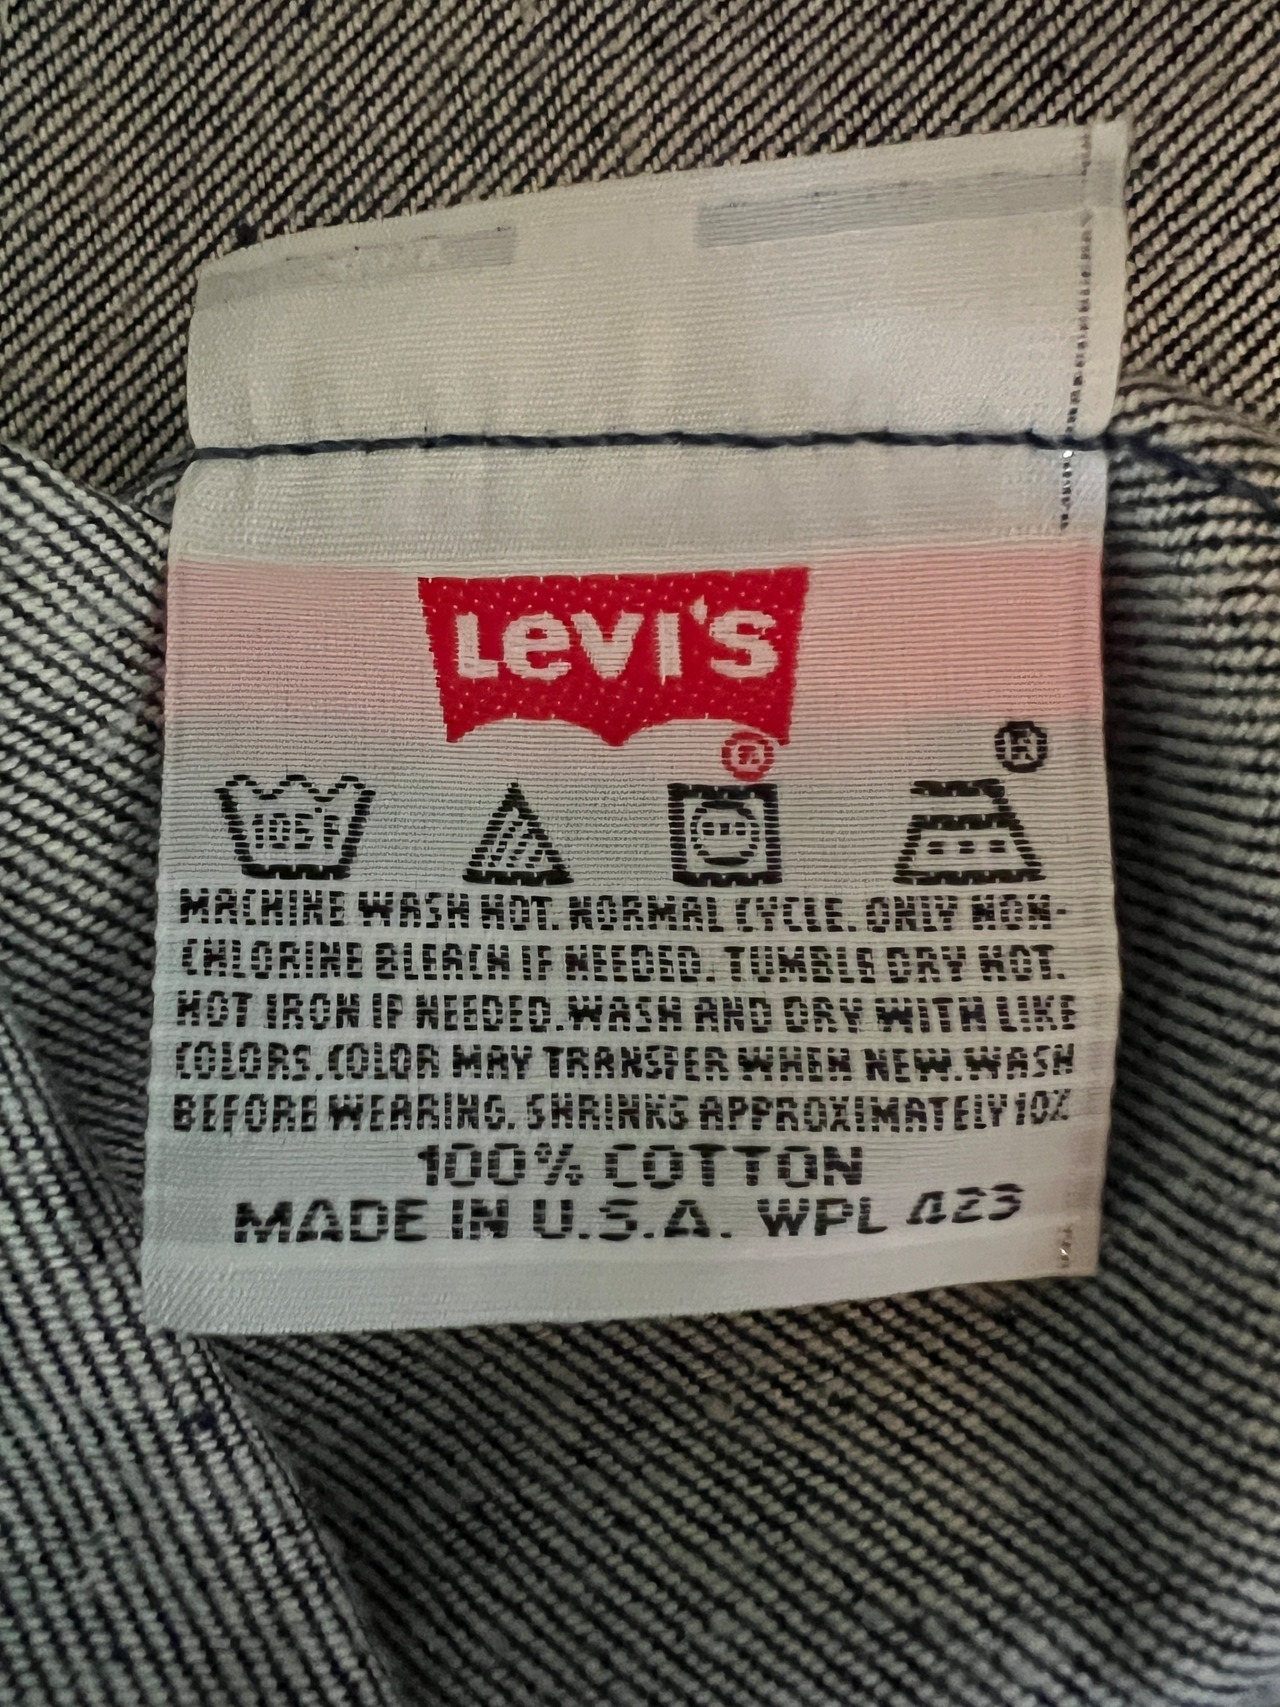 Levi's
®
®
105°F
MACHINE WASH HOT. NORMAL CYCLE. ONLY NON-
CHLORINE BLEACH IF NEEDED. TUMBLE DRY HOT.
HOT IRON IF NEEDED. WASH AND DRY WITH LIKE
COLORS. COLOR MAY TRANSFER WHEN NEW. WASH
BEFORE WEARING. SHRINKS APPROXIMATELY 10%
100% COTTON
MADE IN U.S.A. WPL 423